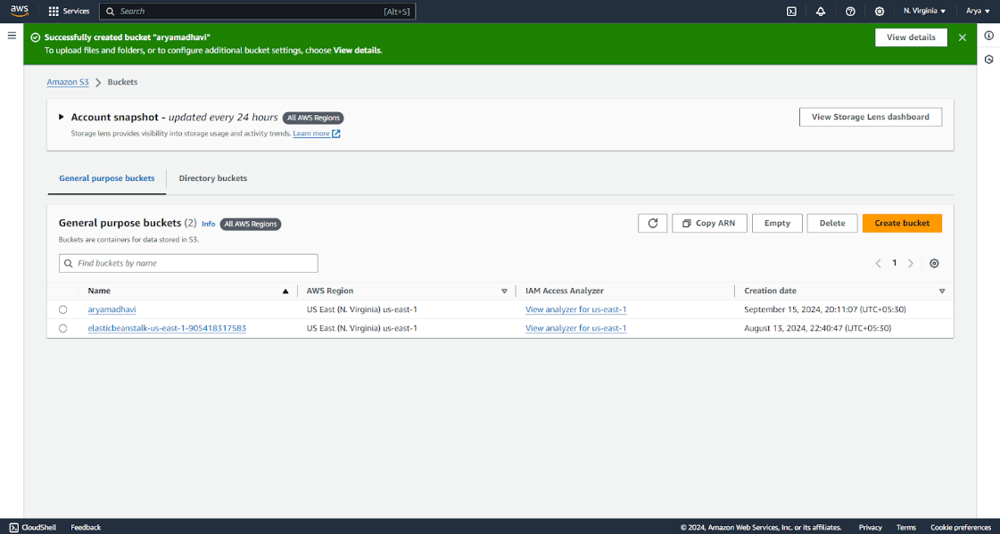 aws Services Search [Alt+S] N. Virginia Arya
Successfully created bucket "aryamadhavi"
To upload files and folders, or to configure additional bucket settings, choose View details.
View details
Amazon S3 Buckets
Account snapshot - updated every 24 hours All AWS Regions
Storage lens provides visibility into storage usage and activity trends. Learn more
View Storage Lens dashboard
General purpose buckets Directory buckets
General purpose buckets (2) Info All AWS Regions
Buckets are containers for data stored in S3.
Copy ARN Empty Delete Create bucket
Find buckets by name
1
Name AWS Region IAM Access Analyzer Creation date
aryamadhavi US East (N. Virginia) us-east-1 View analyzer for us-east-1 September 15, 2024, 20:11:07 (UTC+05:30)
elasticbeanstalk-us-east-1-905418317583 US East (N. Virginia) us-east-1 View analyzer for us-east-1 August 13, 2024, 22:40:47 (UTC+05:30)
CloudShell Feedback © 2024, Amazon Web Services, Inc. or its affiliates. Privacy Terms Cookie preferences